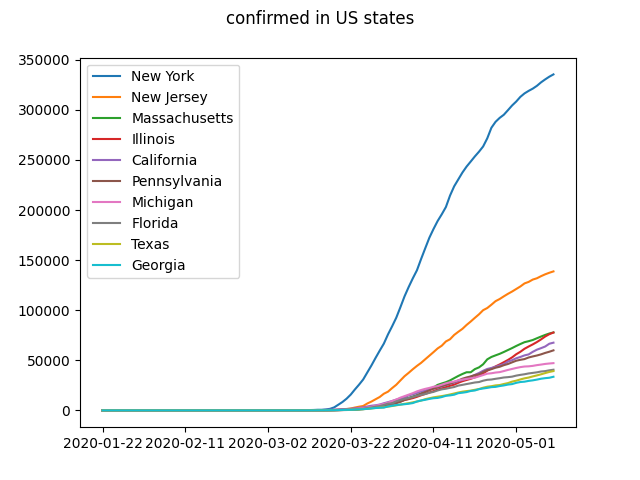 confirmed in US states
350000
300000
250000
200000
150000
100000
50000
0
New York
New Jersey
Massachusetts
Illinois
California
Pennsylvania
Michigan
Florida
Texas
Georgia
2020-01-22 2020-02-11 2020-03-02 2020-03-22 2020-04-11 2020-05-01